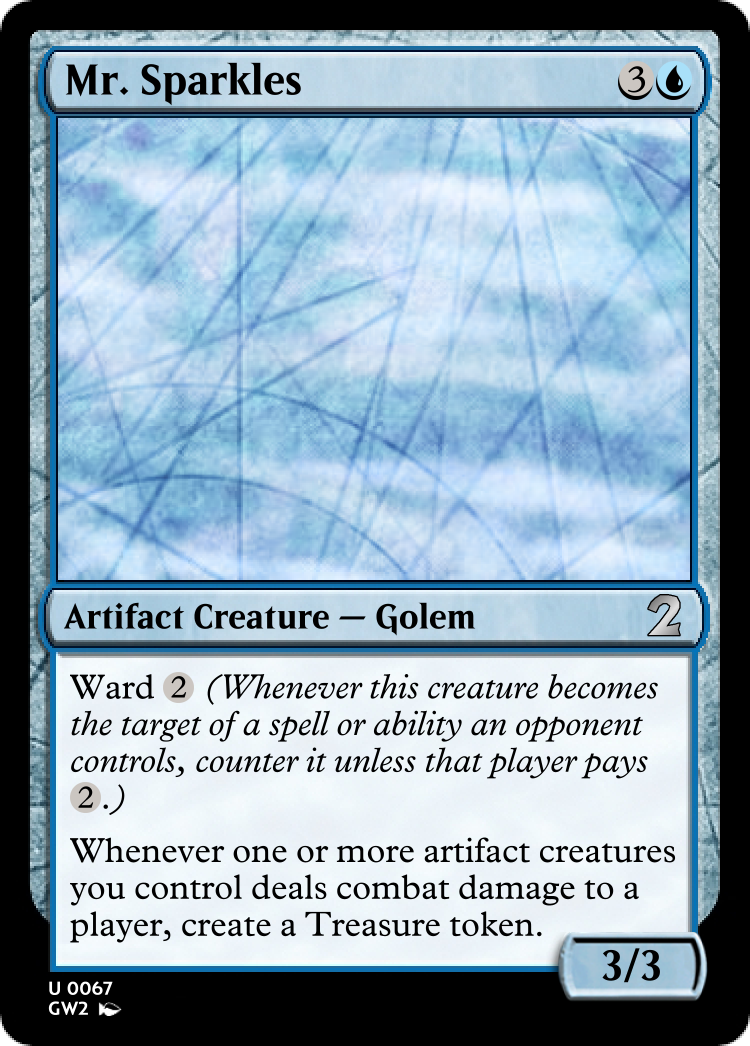 Mr. Sparkles 3
Artifact Creature — Golem 2
Ward 2 (Whenever this creature becomes
the target of a spell or ability an opponent
controls, counter it unless that player pays
2.)
Whenever one or more artifact creatures
you control deals combat damage to a
player, create a Treasure token.
3/3
U 0067
GW2